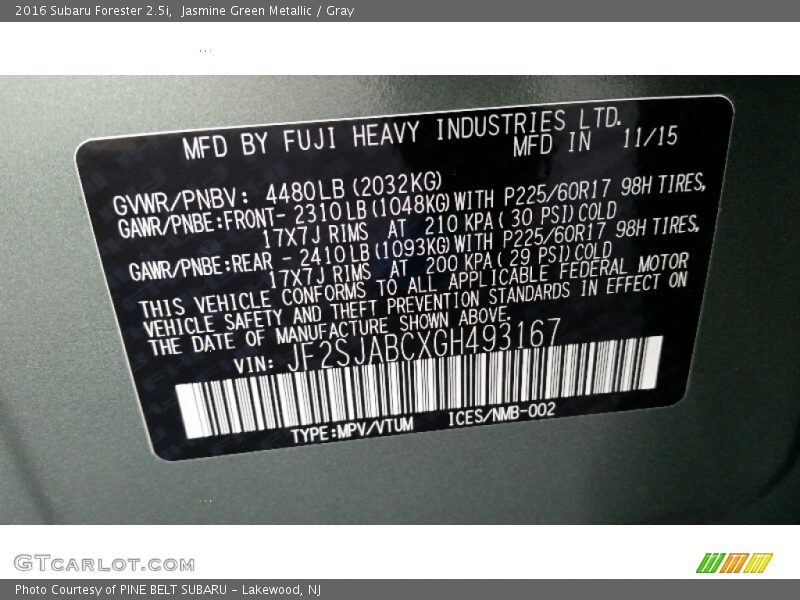 2016 Subaru Forester 2.5i,  Jasmine Green Metallic / Gray
MFD BY FUJI HEAVY INDUSTRIES LTD.
MFD IN 11/15
GVWR/PNBV: 4480LB (2032KG)
GAWR/PNBE:FRONT- 2310LB (1048KG) WITH P225/60R17 98H TIRES,
17X7J RIMS AT 210 KPA ( 30 PSI) COLD
GAWR/PNBE:REAR - 2410LB (1093KG) WITH P225/60R17 98H TIRES,
17X7J RIMS AT 200 KPA ( 29 PSI) COLD
THIS VEHICLE CONFORMS TO ALL APPLICABLE FEDERAL MOTOR
VEHICLE SAFETY AND THEFT PREVENTION STANDARDS IN EFFECT ON
THE DATE OF MANUFACTURE SHOWN ABOVE.
VIN: JF2SJABCXGH493167
TYPE:MPV/VTUM ICES/NMB-002
GTcarlot.com
Photo Courtesy of PINE BELT SUBARU - Lakewood, NJ